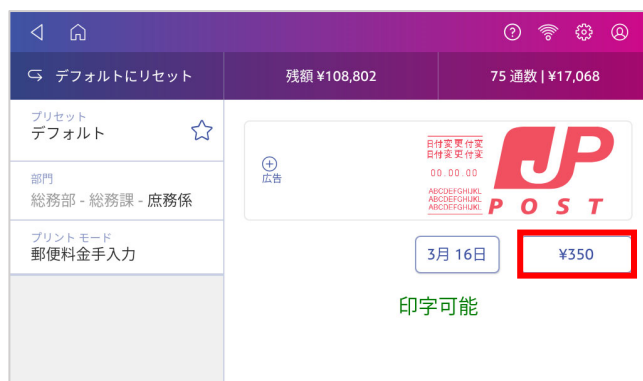 デフォルトにリセット
残額 ¥108,802
75 通数 | ¥17,068
プリセット
デフォルト
部門
総務部 - 総務課 - 庶務係
プリント モード
郵便料金手入力
広告
日付変更付変
日付変更付変
00.00.00
ABCDEFGHIJKL
ABCDEFGHIJKL
ABCDEFGHIJKL
JP
POST
3月 16日
¥350
印字可能